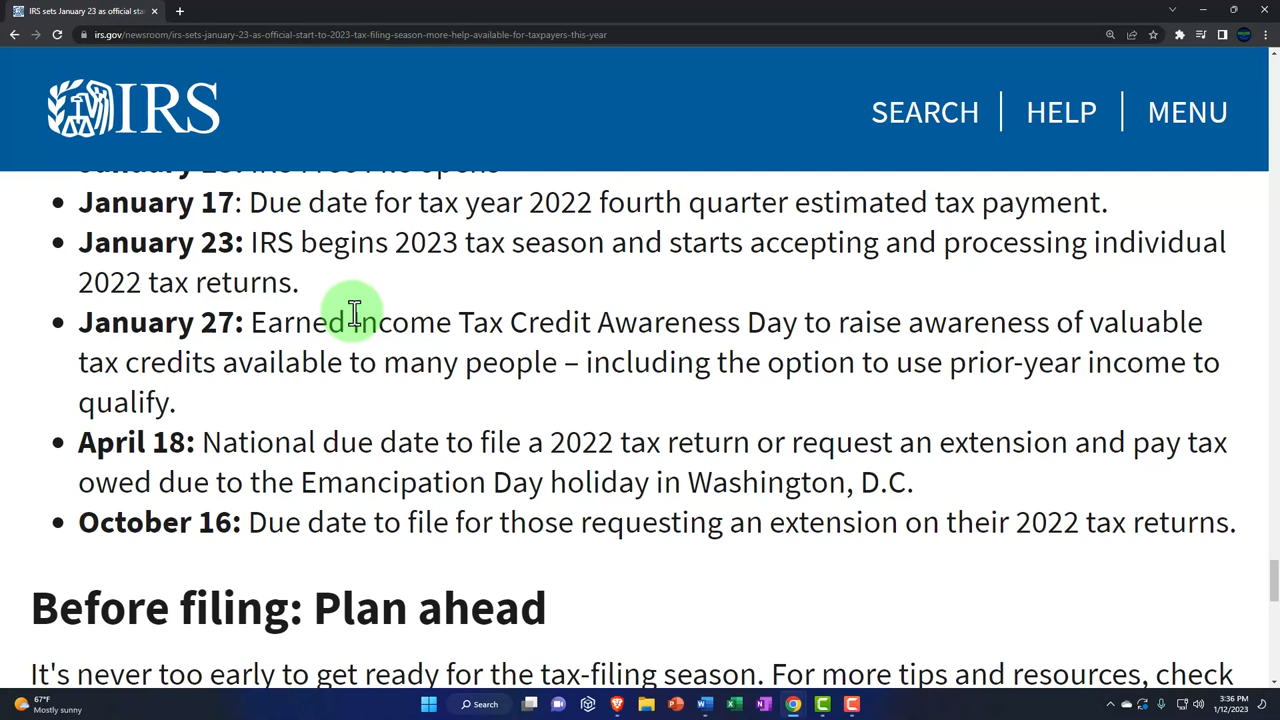 IRS sets January 23 as official star
irs.gov/newsroom/irs-sets-january-23-as-official-start-to-2023-tax-filing-season-more-help-available-for-taxpayers-this-year
IRS
SEARCH
HELP
MENU
January 17: Due date for tax year 2022 fourth quarter estimated tax payment.
January 23: IRS begins 2023 tax season and starts accepting and processing individual
2022 tax returns.
January 27: Earned Income Tax Credit Awareness Day to raise awareness of valuable
tax credits available to many people – including the option to use prior-year income to
qualify.
April 18: National due date to file a 2022 tax return or request an extension and pay tax
owed due to the Emancipation Day holiday in Washington, D.C.
October 16: Due date to file for those requesting an extension on their 2022 tax returns.
Before filing: Plan ahead
It's never too early to get ready for the tax-filing season. For more tips and resources, check
67°F
Mostly sunny
Search
3:36 PM
1/12/2023